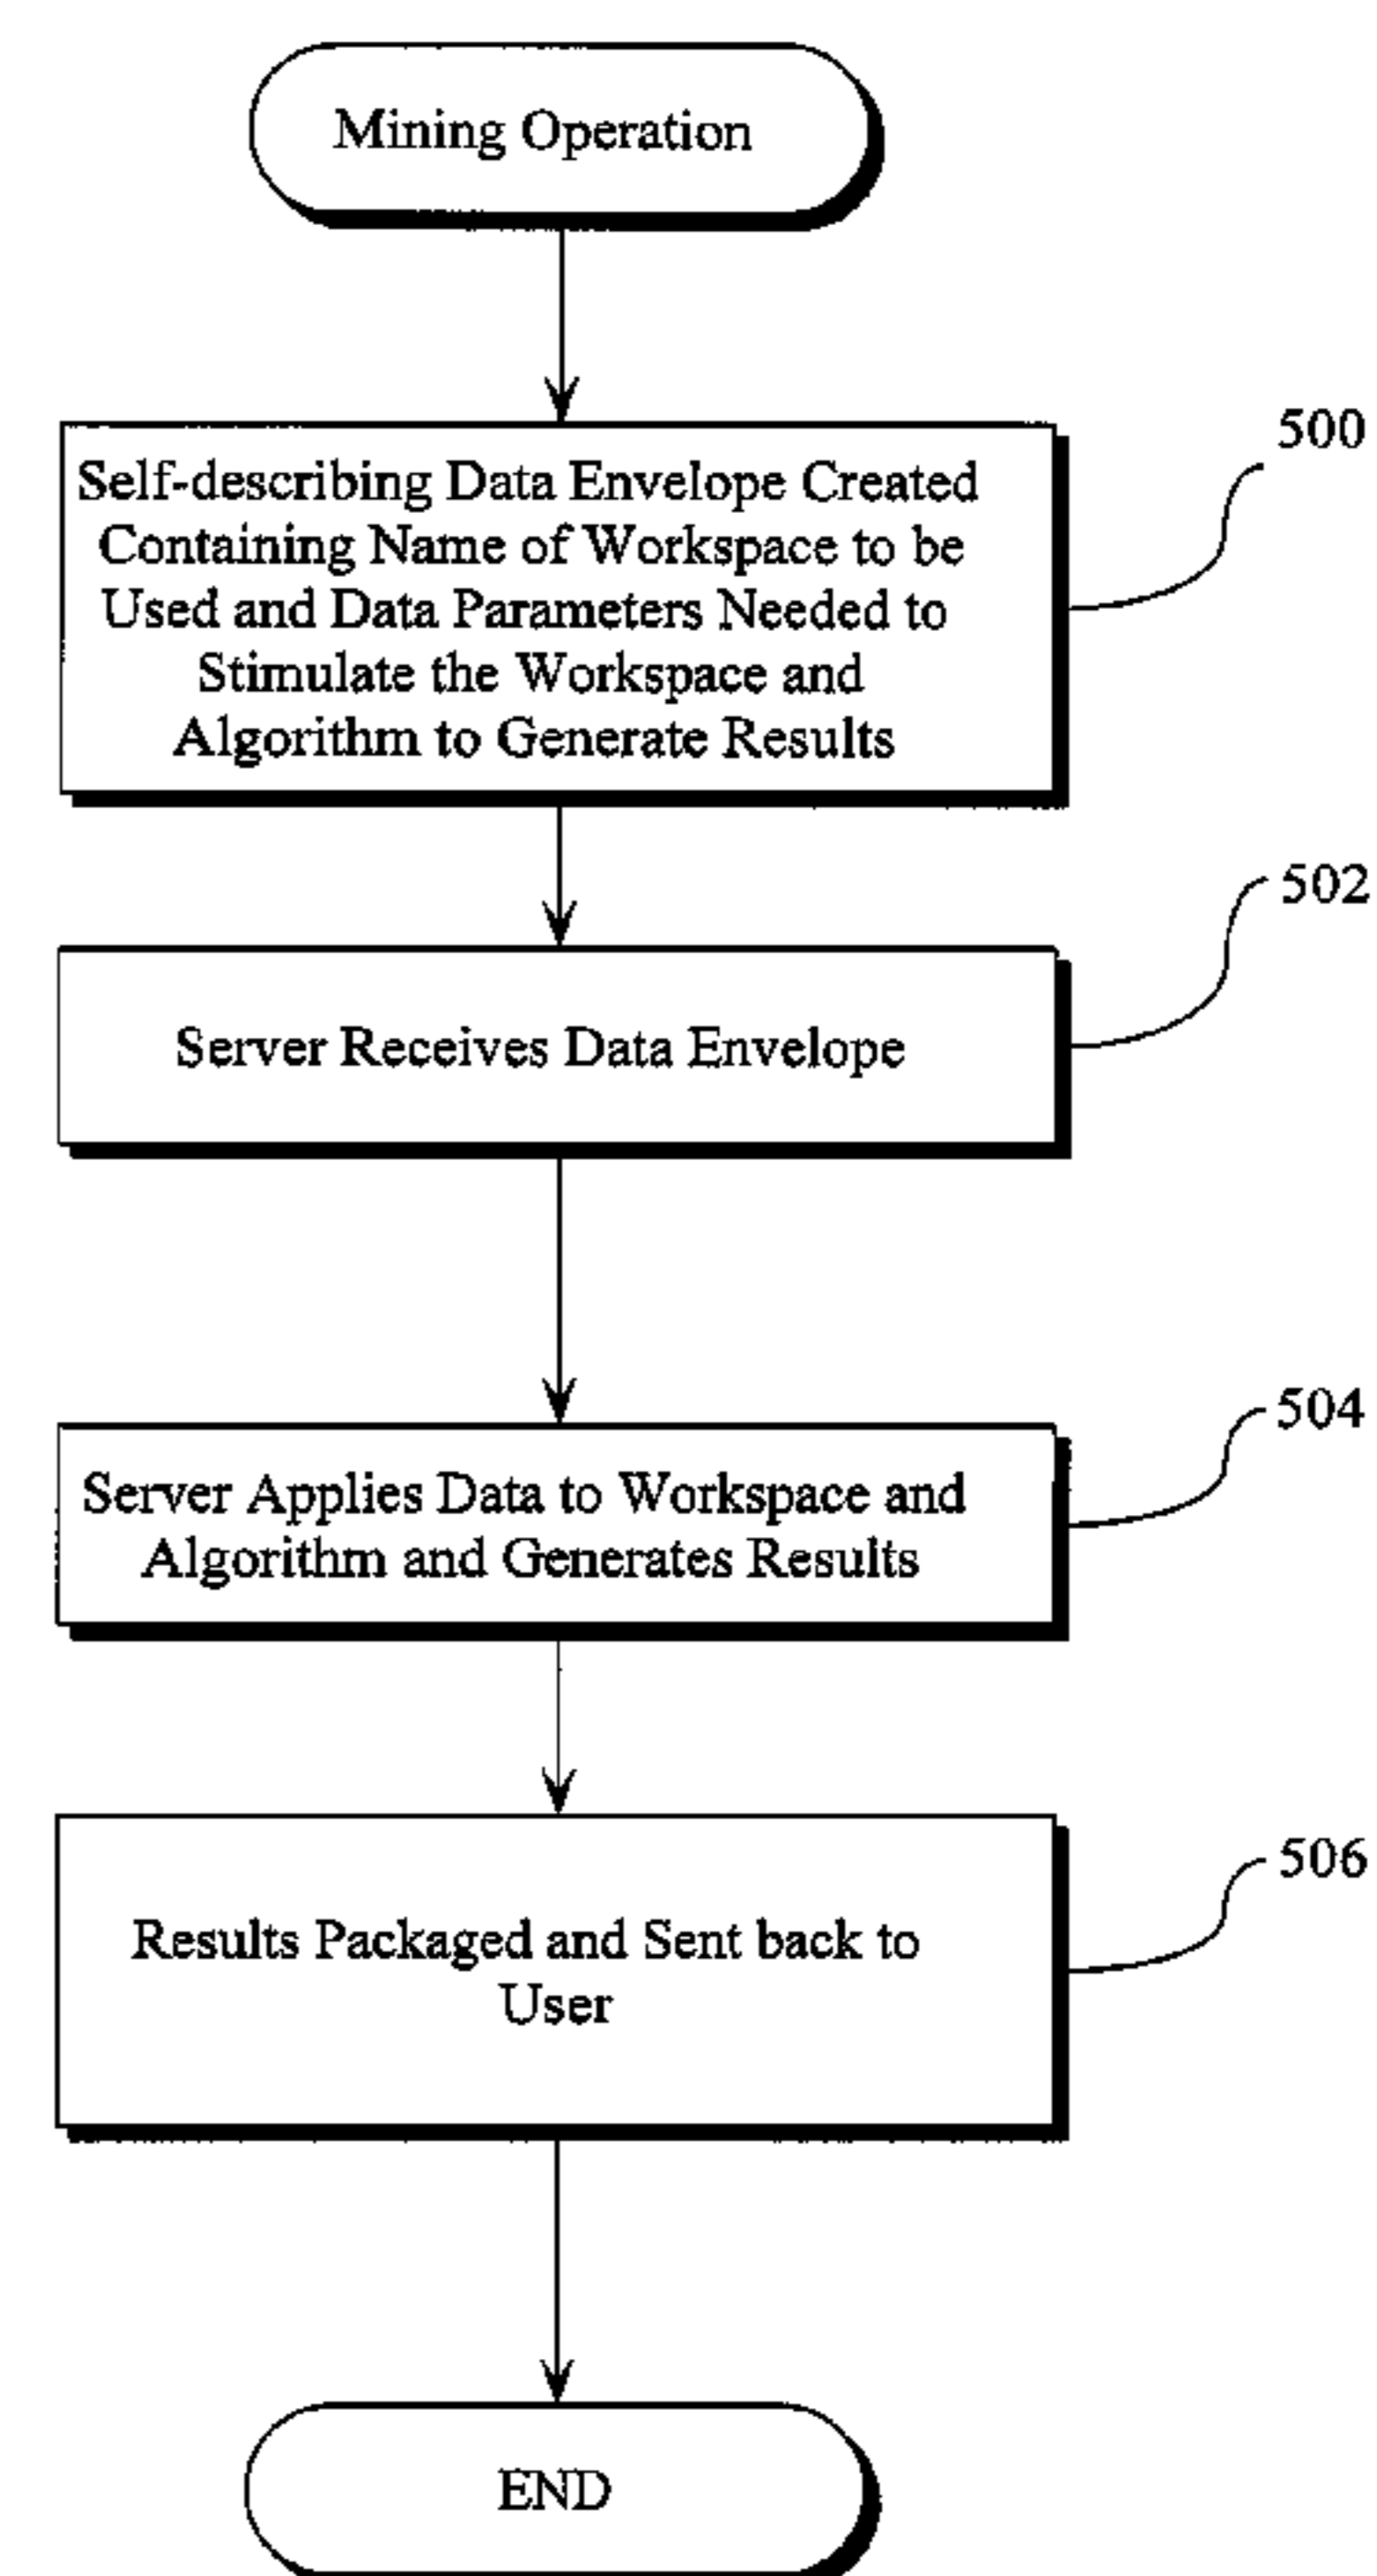 Mining Operation
500
Self-describing Data Envelope Created
Containing Name of Workspace to be
Used and Data Parameters Needed to
Stimulate the Workspace and
Algorithm to Generate Results
502
Server Receives Data Envelope
504
Server Applies Data to Workspace and
Algorithm and Generates Results
506
Results Packaged and Sent back to
User
END